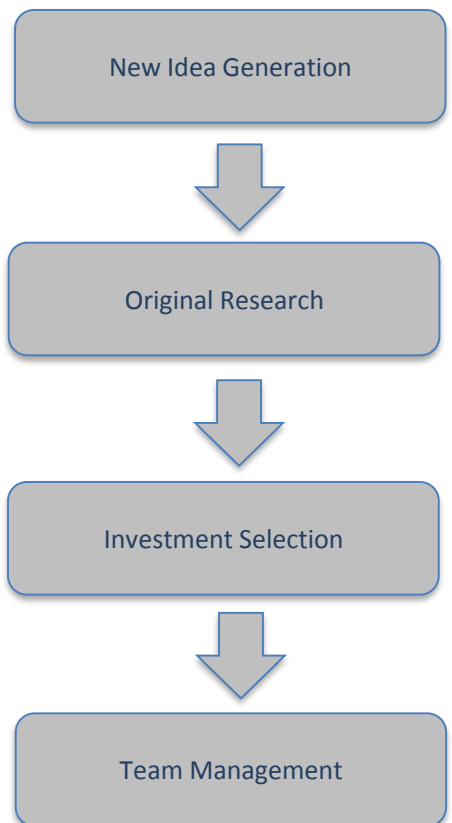 New Idea Generation
Original Research
Investment Selection
Team Management